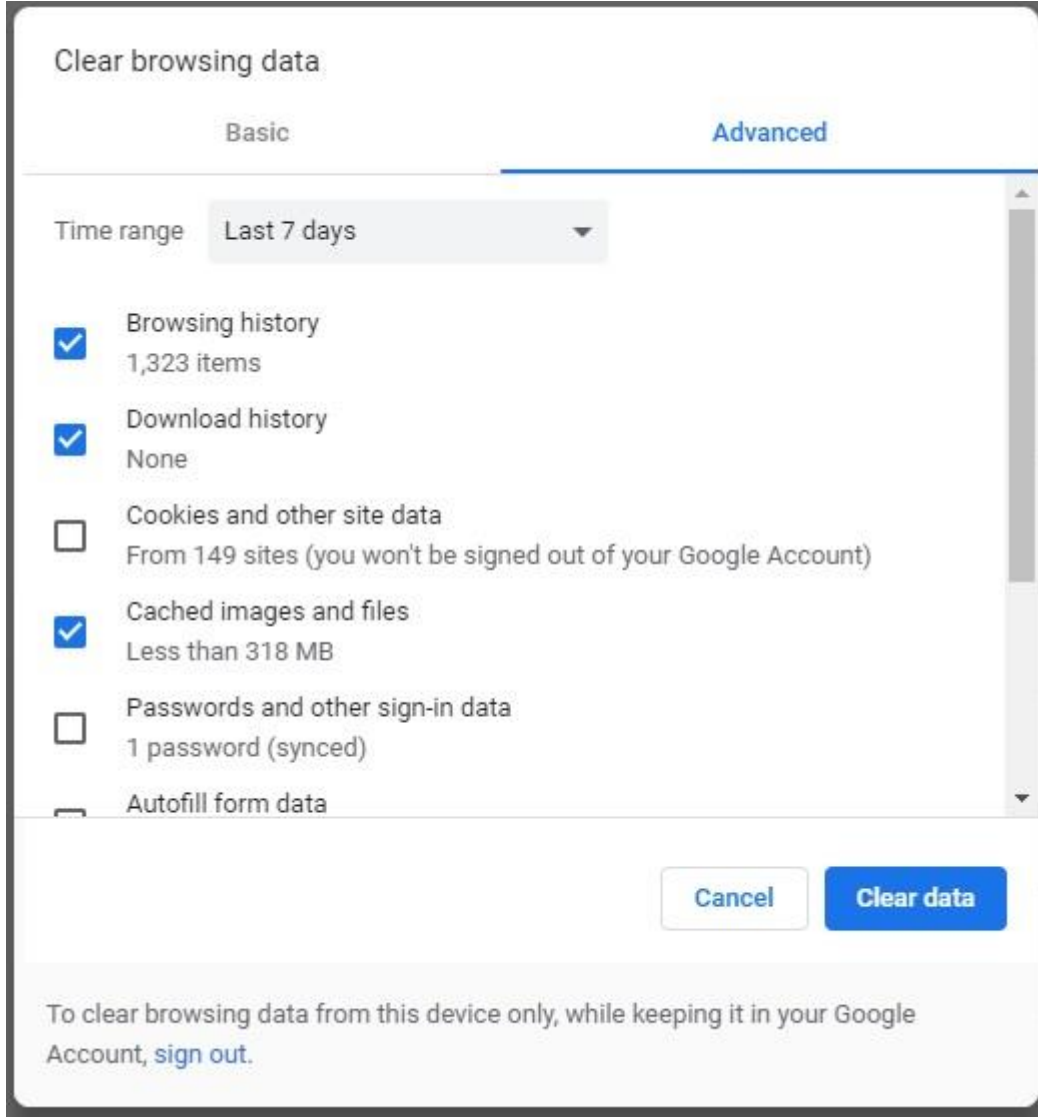 Clear browsing data
Basic
Advanced
Time range
Last 7 days
Browsing history
1,323 items
Download history
None
Cookies and other site data
From 149 sites (you won't be signed out of your Google Account)
Cached images and files
Less than 318 MB
Passwords and other sign-in data
1 password (synced)
Autofill form data
Cancel
Clear data
To clear browsing data from this device only, while keeping it in your Google
Account, sign out.